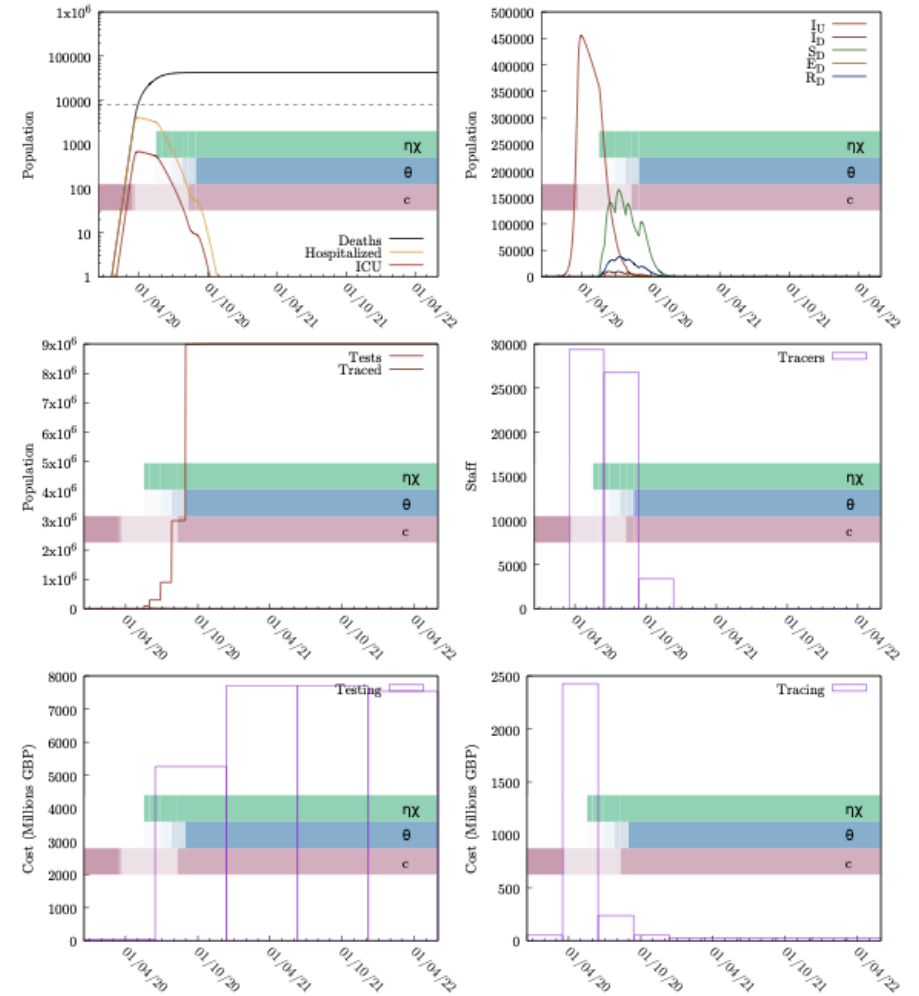 1x10^6
100000
10000
1000
100
10
1
Population
ηχ
θ
c
Deaths
Hospitalized
ICU
01/04/20
01/10/20
01/04/21
01/10/21
01/04/22
500000
450000
400000
350000
300000
250000
200000
150000
100000
50000
0
Population
I_U
I_D
S_D
E_D
R_D
ηχ
θ
c
01/04/20
01/10/20
01/04/21
01/10/21
01/04/22
9x10^6
8x10^6
7x10^6
6x10^6
5x10^6
4x10^6
3x10^6
2x10^6
1x10^6
0
Population
Tests
Traced
ηχ
θ
c
01/04/20
01/10/20
01/04/21
01/10/21
01/04/22
30000
25000
20000
15000
10000
5000
0
Staff
Tracers
ηχ
θ
c
01/04/20
01/10/20
01/04/21
01/10/21
01/04/22
8000
7000
6000
5000
4000
3000
2000
1000
0
Cost (Millions GBP)
Testing
ηχ
θ
c
01/04/20
01/10/20
01/04/21
01/10/21
01/04/22
2500
2000
1500
1000
500
0
Cost (Millions GBP)
Tracing
ηχ
θ
c
01/04/20
01/10/20
01/04/21
01/10/21
01/04/22